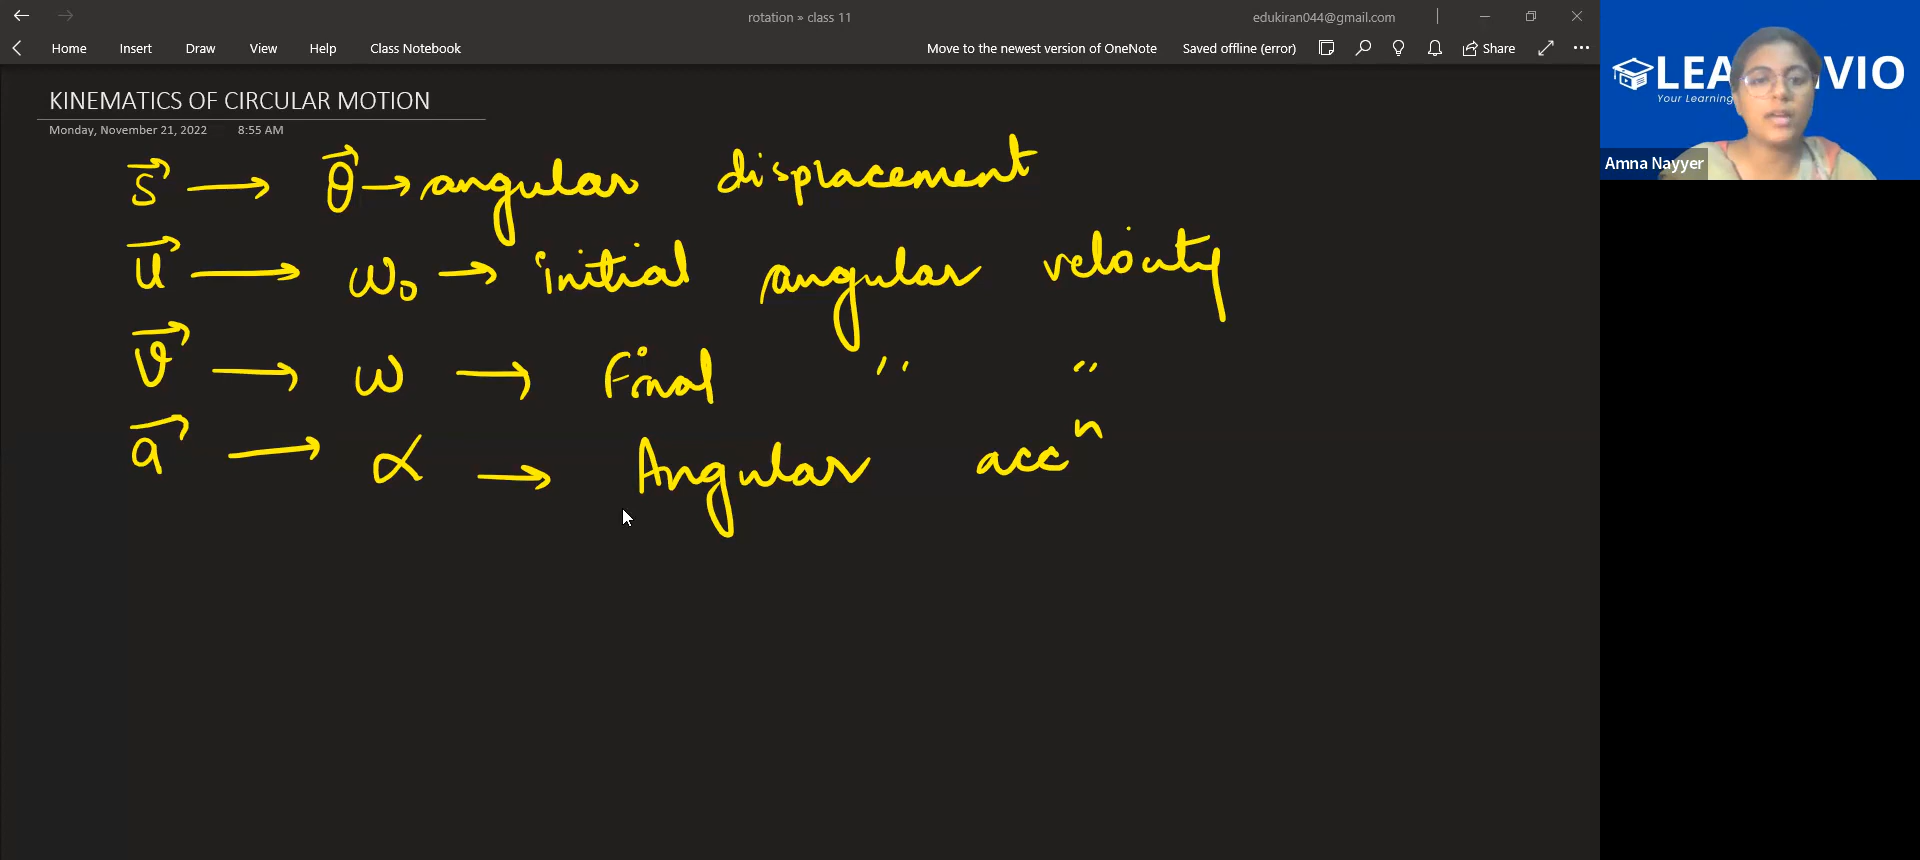 rotation » class 11
edukiran044@gmail.com
Home Insert Draw View Help Class Notebook
Move to the newest version of OneNote Saved offline (error) Share
LEA VIO
Your Learning
Amna Nayyer
KINEMATICS OF CIRCULAR MOTION
Monday, November 21, 2022 8:55 AM
s⃗ → θ⃗ → angular displacement
u⃗ → ω₀ → initial angular velocity
v⃗ → ω → Final " "
a⃗ → α → Angular accⁿ